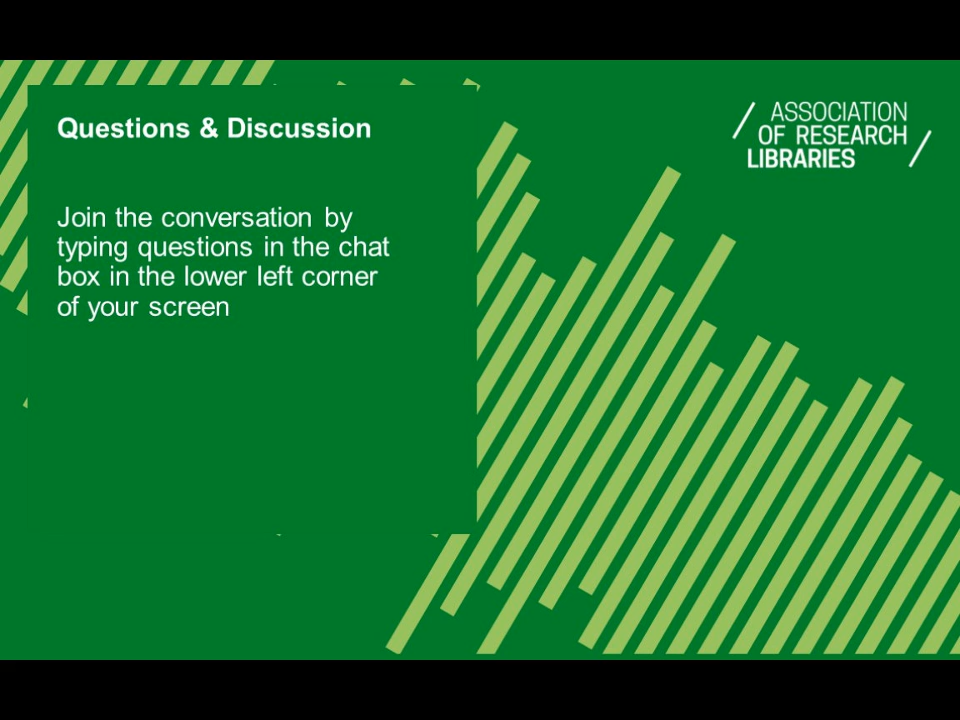 Questions & Discussion
Join the conversation by
typing questions in the chat
box in the lower left corner
of your screen
ASSOCIATION
OF RESEARCH
LIBRARIES